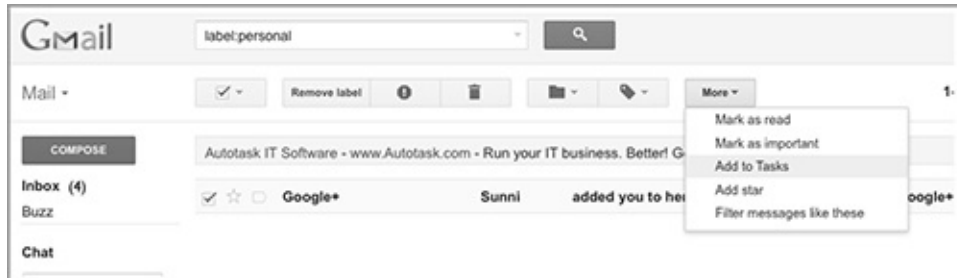 Gmail
label:personal
Mail
Remove label
More
1-
Mark as read
Mark as important
Add to Tasks
Add star
Filter messages like these
COMPOSE
Inbox (4)
Buzz
Chat
Autotask IT Software - www.Autotask.com - Run your IT business. Better! G
Google+ Sunni added you to her oogle+